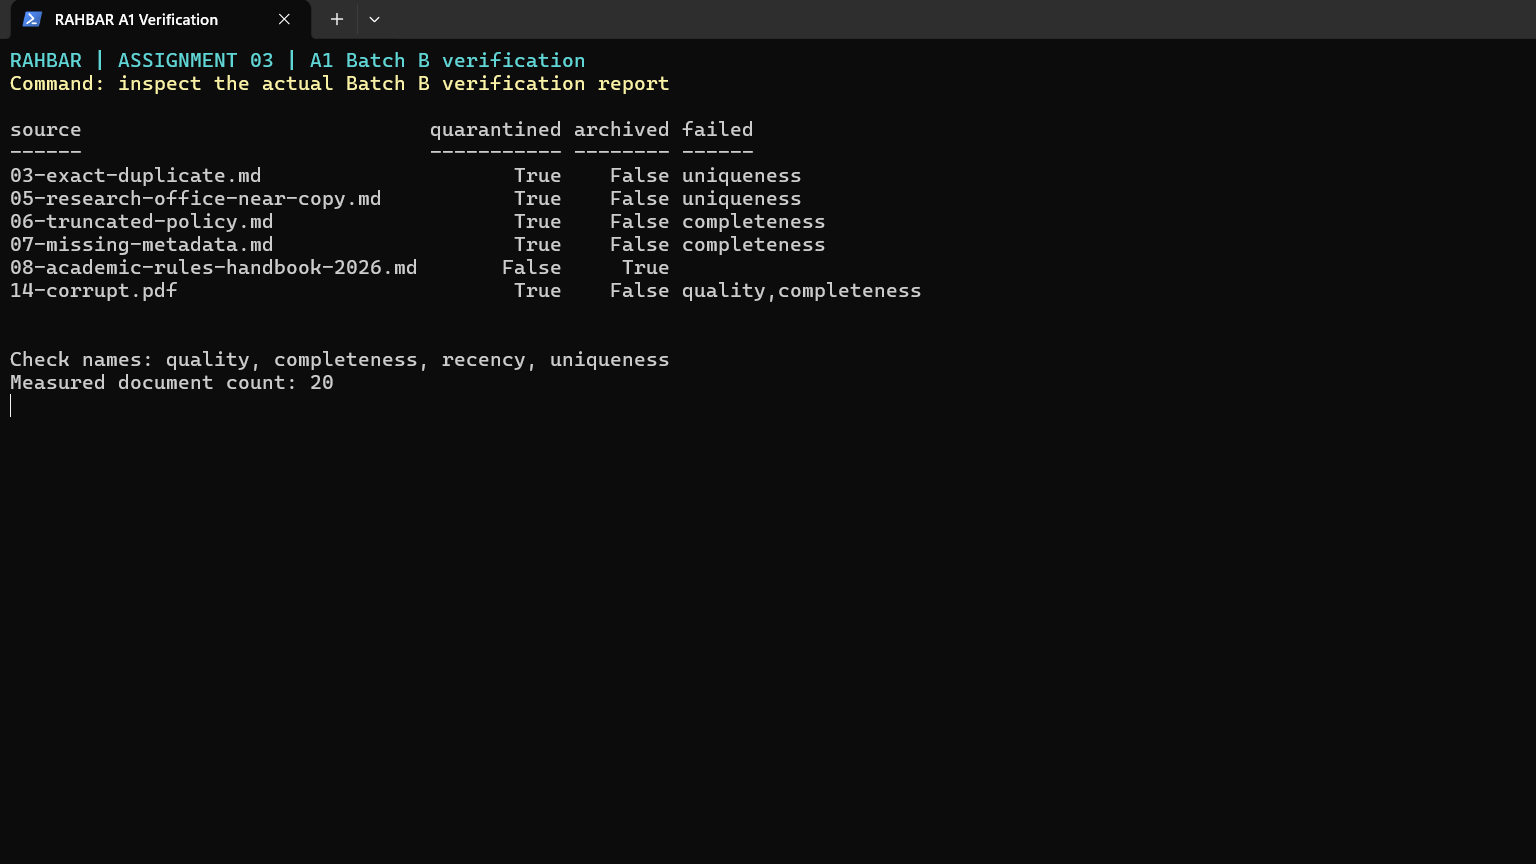 RAHBAR A1 Verification
RAHBAR | ASSIGNMENT 03 | A1 Batch B verification
Command: inspect the actual Batch B verification report
source                             quarantined archived failed
------                             ----------- -------- ------
03-exact-duplicate.md                     True    False uniqueness
05-research-office-near-copy.md           True    False uniqueness
06-truncated-policy.md                    True    False completeness
07-missing-metadata.md                    True    False completeness
08-academic-rules-handbook-2026.md       False     True
14-corrupt.pdf                            True    False quality,completeness
Check names: quality, completeness, recency, uniqueness
Measured document count: 20